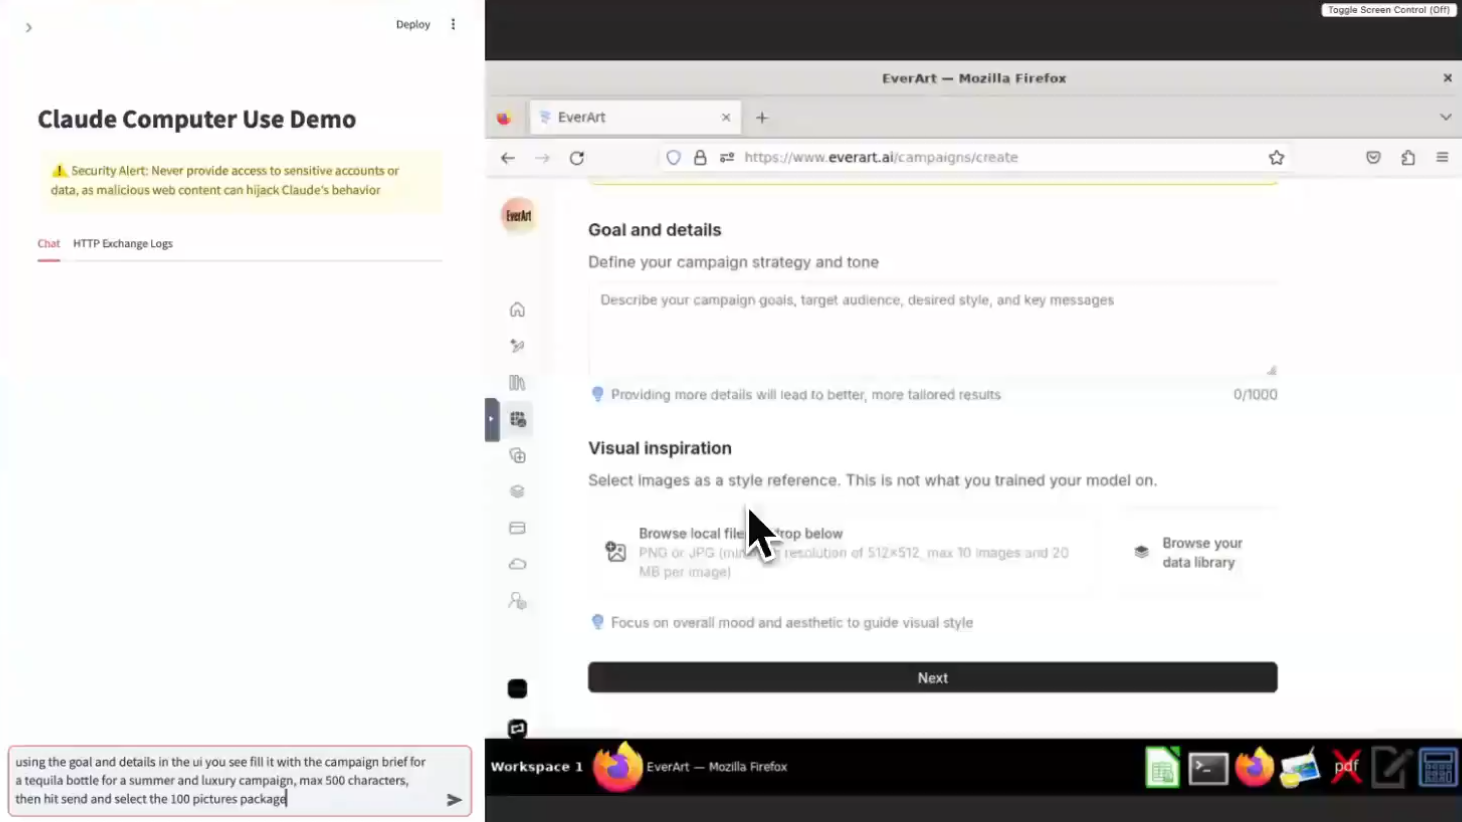 Toggle Screen Control (Off)
Deploy
Claude Computer Use Demo
Security Alert: Never provide access to sensitive accounts or
data, as malicious web content can hijack Claude's behavior
Chat
HTTP Exchange Logs
using the goal and details in the ui you see fill it with the campaign brief for
a tequila bottle for a summer and luxury campaign, max 500 characters,
then hit send and select the 100 pictures package
EverArt — Mozilla Firefox
EverArt
https://www.everart.ai/campaigns/create
EverArt
Goal and details
Define your campaign strategy and tone
Describe your campaign goals, target audience, desired style, and key messages
Providing more details will lead to better, more tailored results
0/1000
Visual inspiration
Select images as a style reference. This is not what you trained your model on.
Browse local file drop below
PNG or JPG resolution of 512×512, max 10 images and 20
MB per image)
Browse your
data library
Focus on overall mood and aesthetic to guide visual style
Next
Workspace 1
EverArt — Mozilla Firefox
pdf